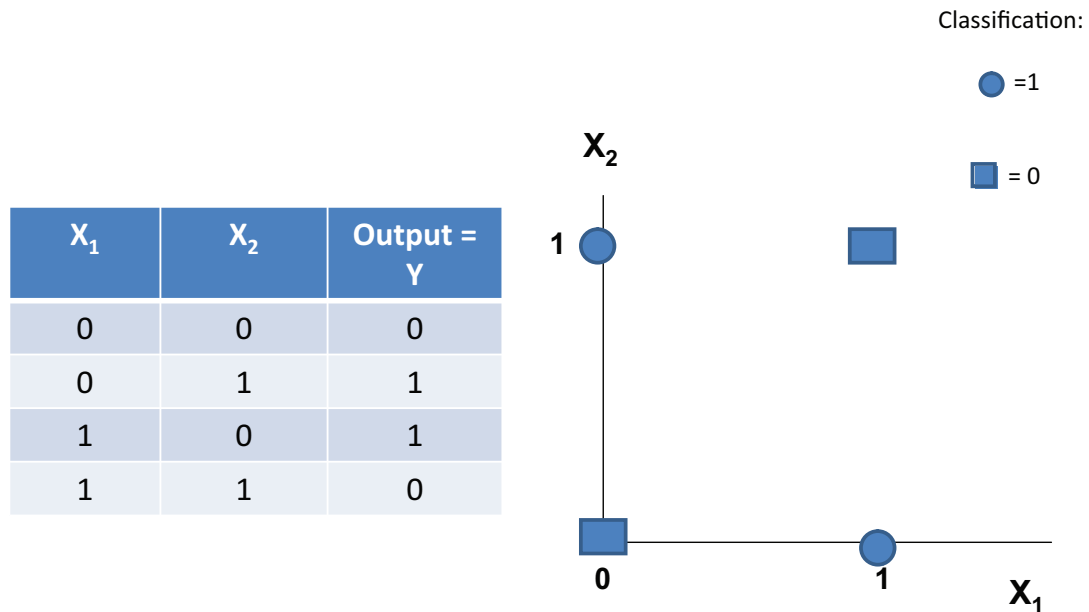 Classification:
=1
= 0
X₁ X₂ Output = Y
0 0 0
0 1 1
1 0 1
1 1 0
X₂
1
0 1
X₁